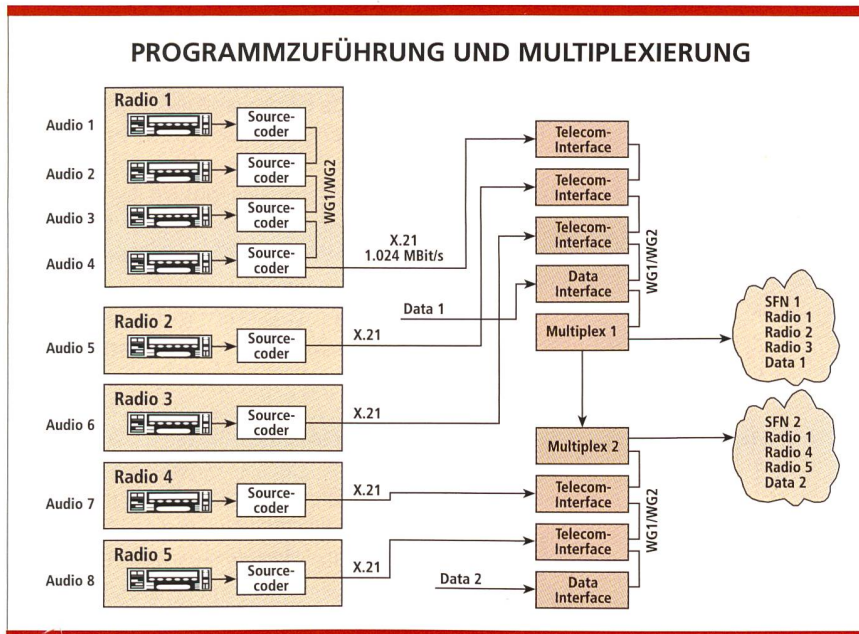 PROGRAMMZUFÜHRUNG UND MULTIPLEXIERUNG
Radio 1
Audio 1
Source-
coder
Audio 2
Source-
coder
Audio 3
Source-
coder
Audio 4
Source-
coder
WG1/WG2
X.21
1.024 MBit/s
Radio 2
Audio 5
Source-
coder
X.21
Radio 3
Audio 6
Source-
coder
X.21
Radio 4
Audio 7
Source-
coder
X.21
Radio 5
Audio 8
Source-
coder
X.21
Data 1
Data 2
Telecom-
Interface
Telecom-
Interface
Telecom-
Interface
Data
Interface
Multiplex 1
WG1/WG2
Multiplex 2
Telecom-
Interface
Telecom-
Interface
Data
Interface
WG1/WG2
SFN 1
Radio 1
Radio 2
Radio 3
Data 1
SFN 2
Radio 1
Radio 4
Radio 5
Data 2